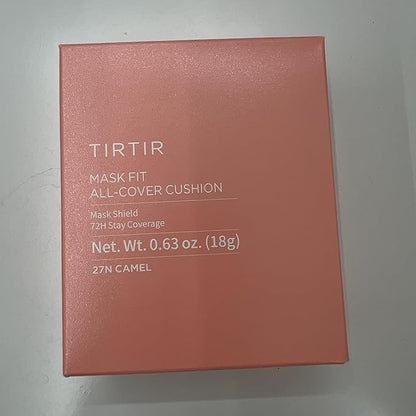 TIRTIR
MASK FIT
ALL-COVER CUSHION
Mask Shield
72H Stay Coverage
Net. Wt. 0.63 oz. (18g)
27N CAMEL